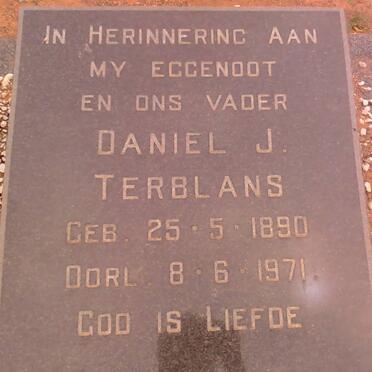 IN HERINNERING AAN
MY EGGENOOT
EN ONS VADER
DANIEL J.
TERBLANS
GEB. 25·5·1890
OORL. 8·6·1971.
GOD IS LIEFDE